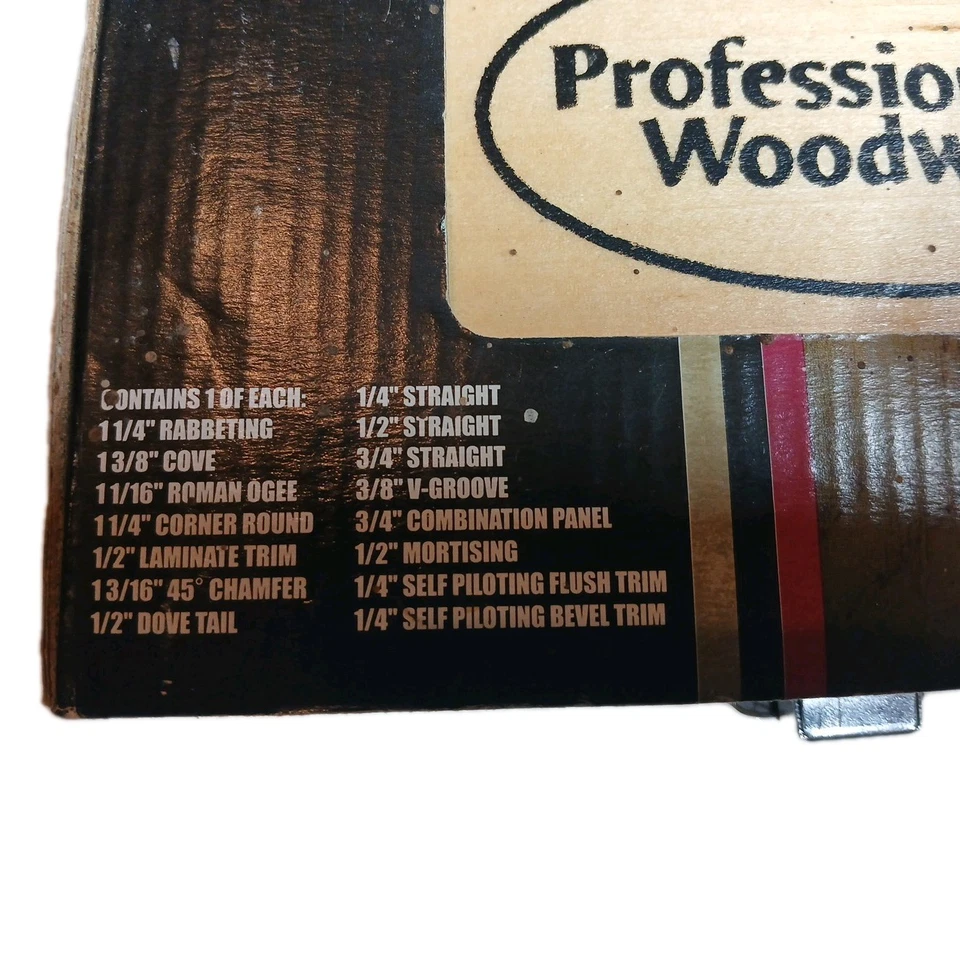 Professio
Woodw
CONTAINS 1 OF EACH:
1 1/4" RABBETING
1 3/8" COVE
1 1/16" ROMAN OGEE
1 1/4" CORNER ROUND
1/2" LAMINATE TRIM
1 3/16" 45° CHAMFER
1/2" DOVE TAIL
1/4" STRAIGHT
1/2" STRAIGHT
3/4" STRAIGHT
3/8" V-GROOVE
3/4" COMBINATION PANEL
1/2" MORTISING
1/4" SELF PILOTING FLUSH TRIM
1/4" SELF PILOTING BEVEL TRIM